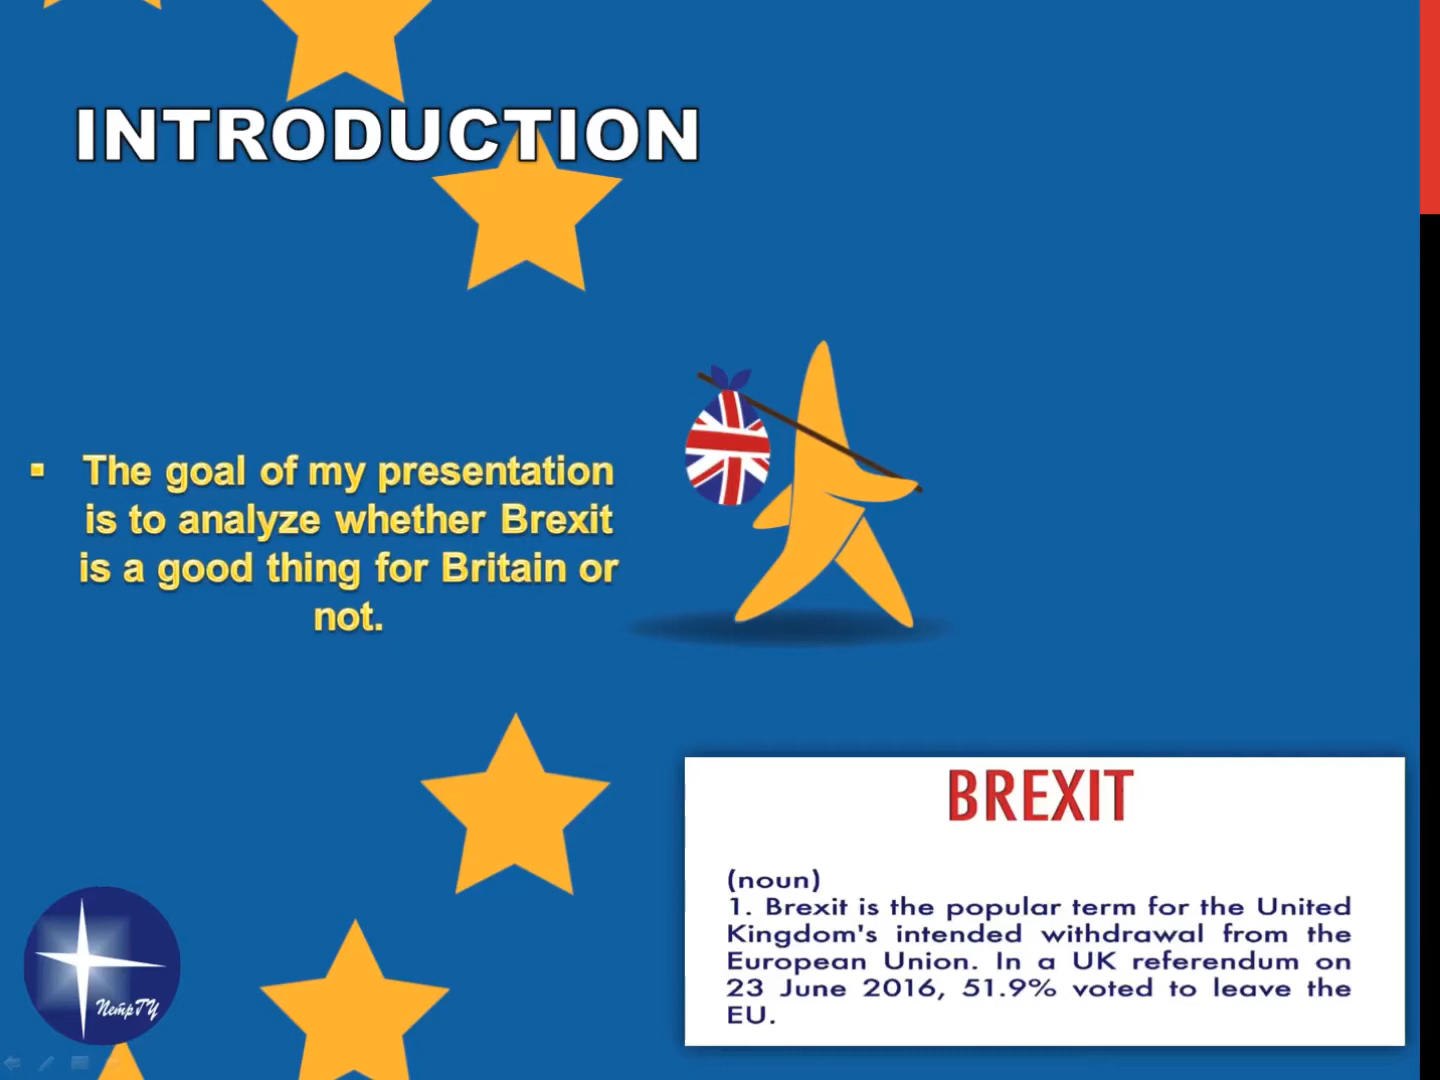 INTRODUCTION
▪ The goal of my presentation
is to analyze whether Brexit
is a good thing for Britain or
not.
BREXIT
(noun)
1. Brexit is the popular term for the United
Kingdom's intended withdrawal from the
European Union. In a UK referendum on
23 June 2016, 51.9% voted to leave the
EU.
ПетрГУ